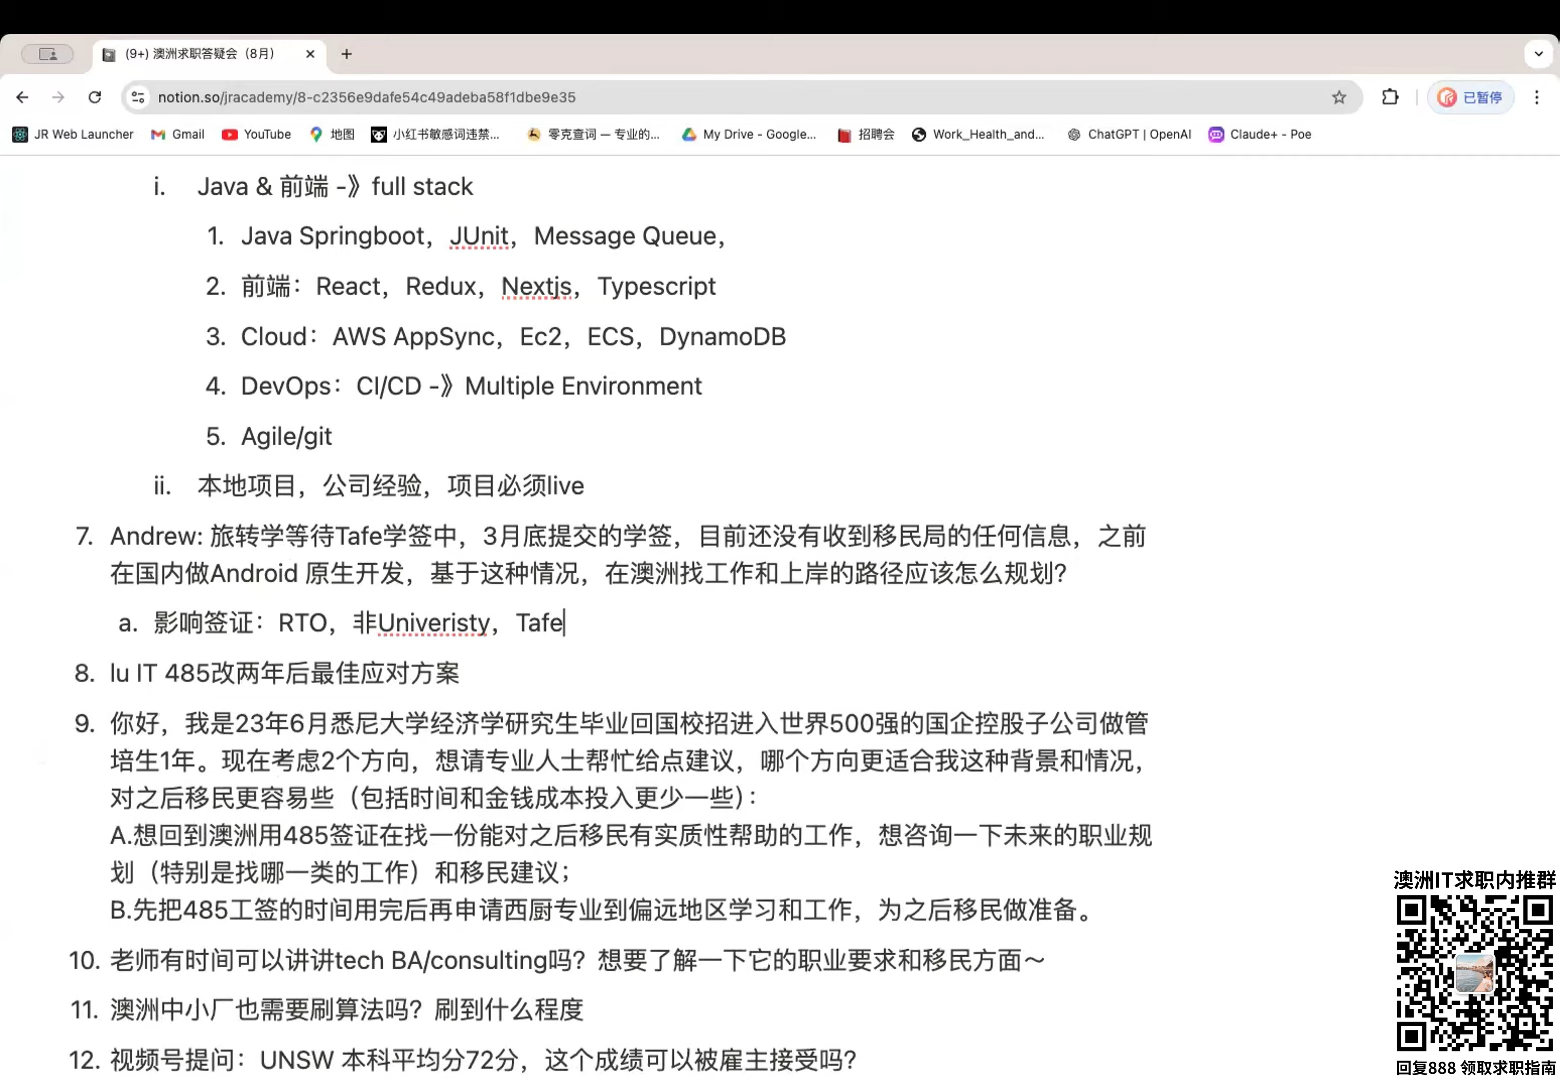 (9+) 澳洲求职答疑会（8月）
notion.so/jracademy/8-c2356e9dafe54c49adeba58f1dbe9e35
已暂停
JR Web Launcher Gmail YouTube 地图 小红书敏感词违禁... 零克查词 — 专业的... My Drive - Google... 招聘会 Work_Health_and... ChatGPT | OpenAI Claude+ - Poe
i. Java & 前端 -》full stack
1. Java Springboot，JUnit，Message Queue，
2. 前端：React，Redux，Nextjs，Typescript
3. Cloud：AWS AppSync，Ec2，ECS，DynamoDB
4. DevOps：CI/CD -》Multiple Environment
5. Agile/git
ii. 本地项目，公司经验，项目必须live
7. Andrew: 旅转学等待Tafe学签中，3月底提交的学签，目前还没有收到移民局的任何信息，之前
在国内做Android 原生开发，基于这种情况，在澳洲找工作和上岸的路径应该怎么规划？
a. 影响签证：RTO，非Univeristy，Tafe
8. lu IT 485改两年后最佳应对方案
9. 你好，我是23年6月悉尼大学经济学研究生毕业回国校招进入世界500强的国企控股子公司做管
培生1年。现在考虑2个方向，想请专业人士帮忙给点建议，哪个方向更适合我这种背景和情况，
对之后移民更容易些（包括时间和金钱成本投入更少一些）：
A.想回到澳洲用485签证在找一份能对之后移民有实质性帮助的工作，想咨询一下未来的职业规
划（特别是找哪一类的工作）和移民建议；
B.先把485工签的时间用完后再申请西厨专业到偏远地区学习和工作，为之后移民做准备。
10. 老师有时间可以讲讲tech BA/consulting吗？想要了解一下它的职业要求和移民方面～
11. 澳洲中小厂也需要刷算法吗？刷到什么程度
12. 视频号提问：UNSW 本科平均分72分，这个成绩可以被雇主接受吗？
澳洲IT求职内推群
回复888 领取求职指南